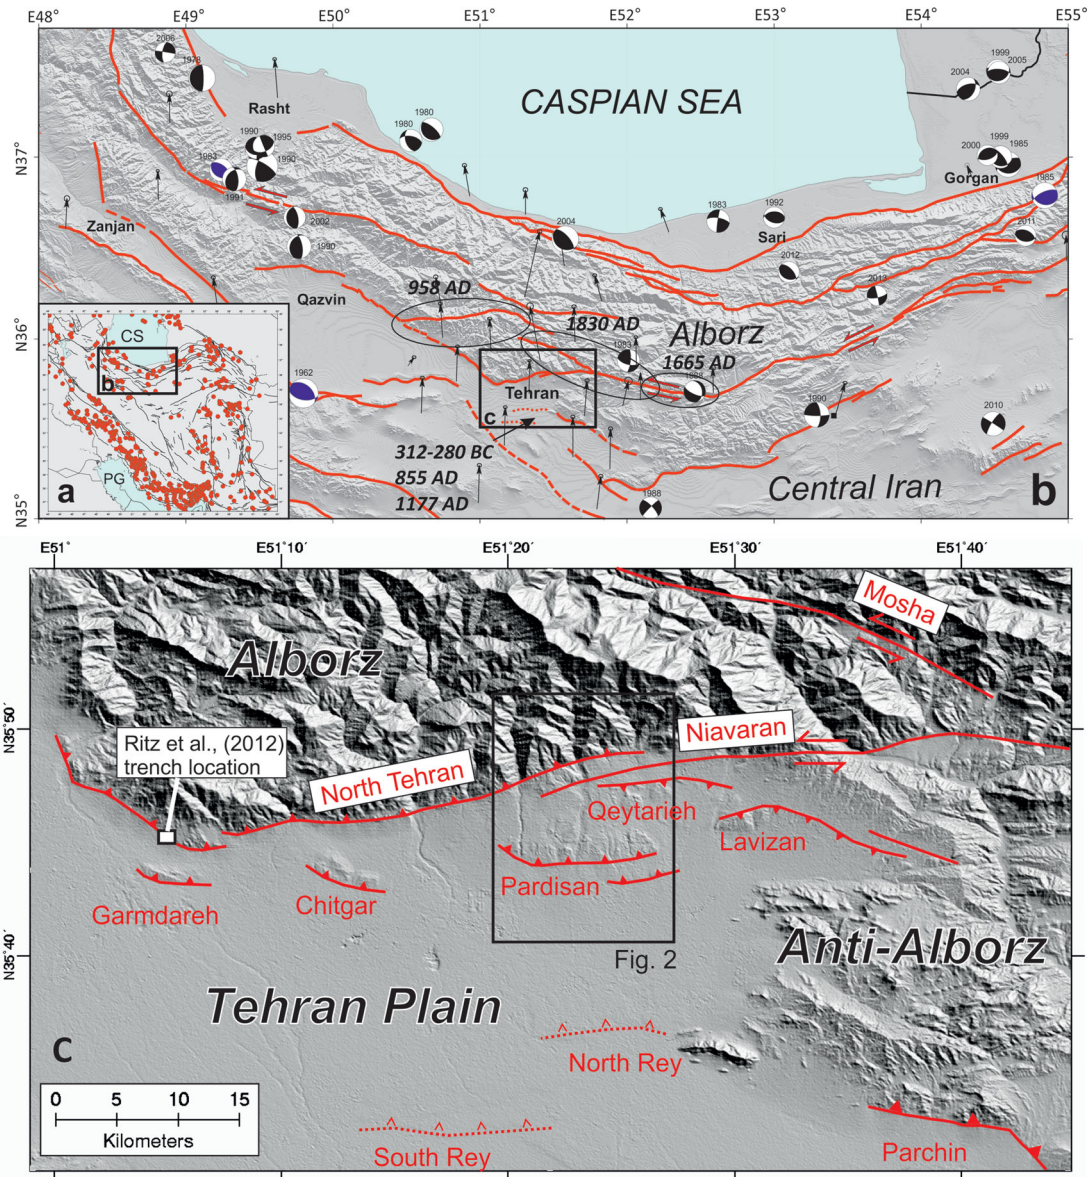 E48° E49° E50° E51° E52° E53° E54° E55°
N37°
N36°
N35°
CASPIAN SEA
2006
1978
Rasht
1980
1980
1990
1995
1990
1983
1991
2002
1990
Zanjan
Qazvin
2004
1983
1992
Sari
2012
2013
2004
1999
2005
2000
1999
1985
Gorgan
1985
2011
958 AD
1830 AD
Alborz
1983
1665 AD
Tehran
c
1962
1990
2010
1988
312-280 BC
855 AD
1177 AD
Central Iran
b
CS
b
PG
a
E51° E51°10´ E51°20´ E51°30´ E51°40´
N35°50´
N35°40´
Mosha
Alborz
Ritz et al., (2012)
trench location
Niavaran
North Tehran
Qeytarieh
Lavizan
Pardisan
Chitgar
Garmdareh
Anti-Alborz
Fig. 2
Tehran Plain
North Rey
c
0 5 10 15
Kilometers
South Rey
Parchin